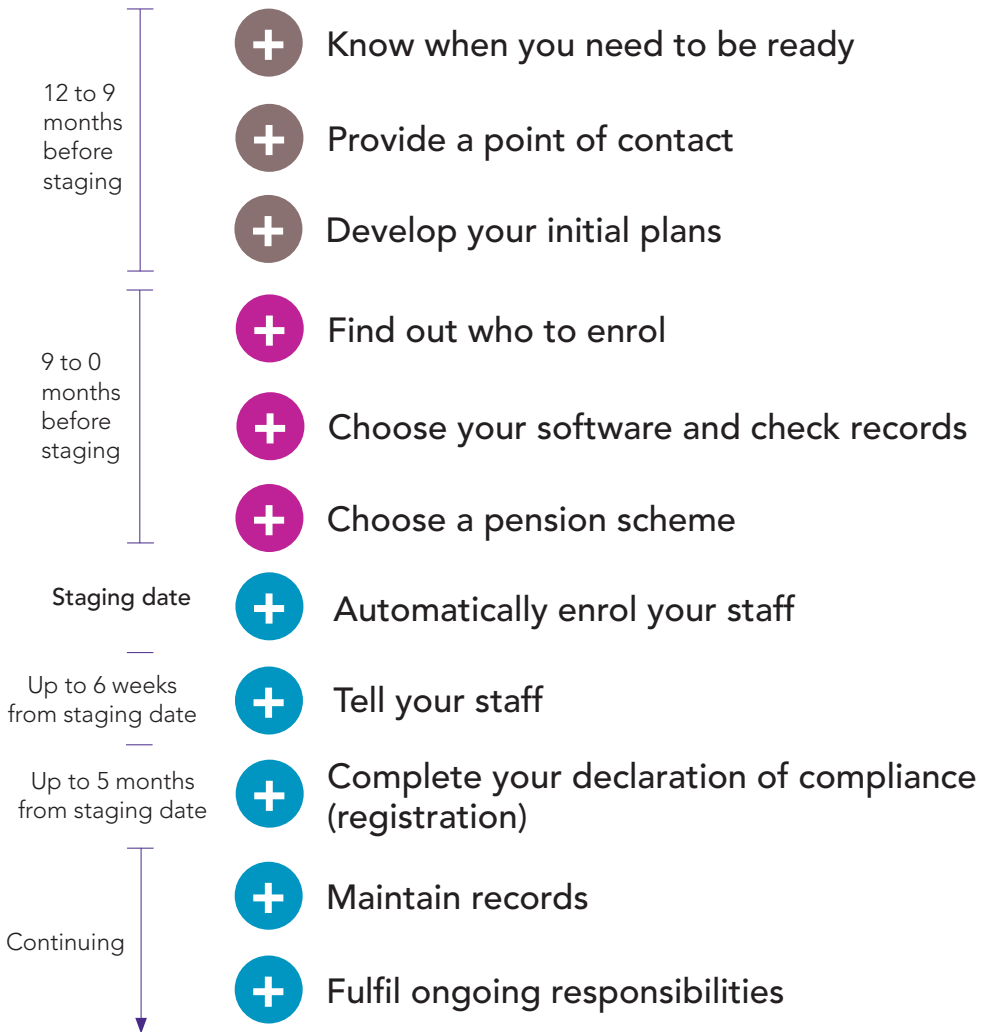 12 to 9
months
before
staging
+ Know when you need to be ready
+ Provide a point of contact
+ Develop your initial plans
9 to 0
months
before
staging
+ Find out who to enrol
+ Choose your software and check records
+ Choose a pension scheme
Staging date
+ Automatically enrol your staff
Up to 6 weeks
from staging date
+ Tell your staff
Up to 5 months
from staging date
+ Complete your declaration of compliance
(registration)
Continuing
+ Maintain records
+ Fulfil ongoing responsibilities